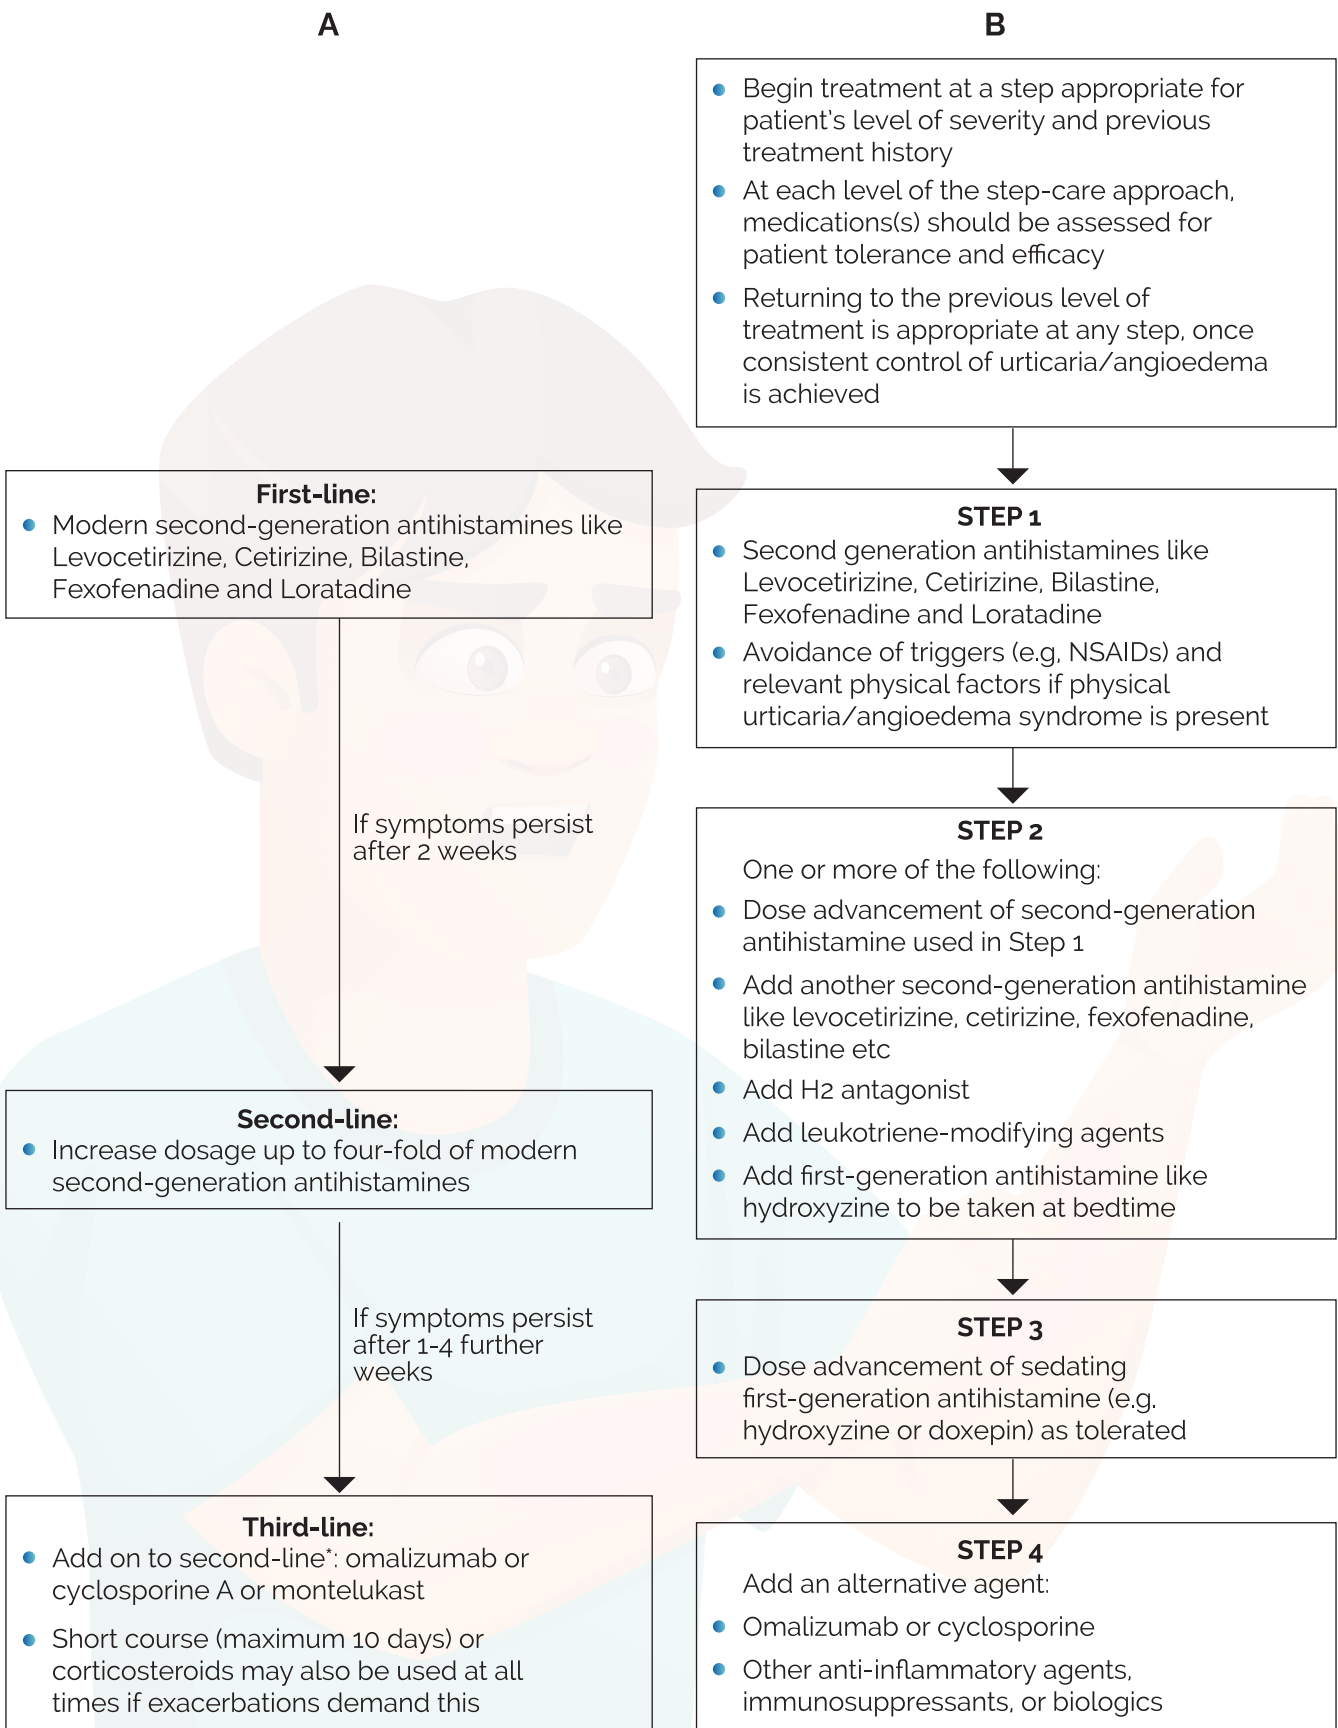 A
First-line:
Modern second-generation antihistamines like
Levocetirizine, Cetirizine, Bilastine,
Fexofenadine and Loratadine
If symptoms persist
after 2 weeks
Second-line:
Increase dosage up to four-fold of modern
second-generation antihistamines
If symptoms persist
after 1-4 further
weeks
Third-line:
Add on to second-line*: omalizumab or
cyclosporine A or montelukast
Short course (maximum 10 days) or
corticosteroids may also be used at all
times if exacerbations demand this
B
Begin treatment at a step appropriate for
patient's level of severity and previous
treatment history
At each level of the step-care approach,
medications(s) should be assessed for
patient tolerance and efficacy
Returning to the previous level of
treatment is appropriate at any step, once
consistent control of urticaria/angioedema
is achieved
STEP 1
Second generation antihistamines like
Levocetirizine, Cetirizine, Bilastine,
Fexofenadine and Loratadine
Avoidance of triggers (e.g, NSAIDs) and
relevant physical factors if physical
urticaria/angioedema syndrome is present
STEP 2
One or more of the following:
Dose advancement of second-generation
antihistamine used in Step 1
Add another second-generation antihistamine
like levocetirizine, cetirizine, fexofenadine,
bilastine etc
Add H2 antagonist
Add leukotriene-modifying agents
Add first-generation antihistamine like
hydroxyzine to be taken at bedtime
STEP 3
Dose advancement of sedating
first-generation antihistamine (e.g.
hydroxyzine or doxepin) as tolerated
STEP 4
Add an alternative agent:
Omalizumab or cyclosporine
Other anti-inflammatory agents,
immunosuppressants, or biologics